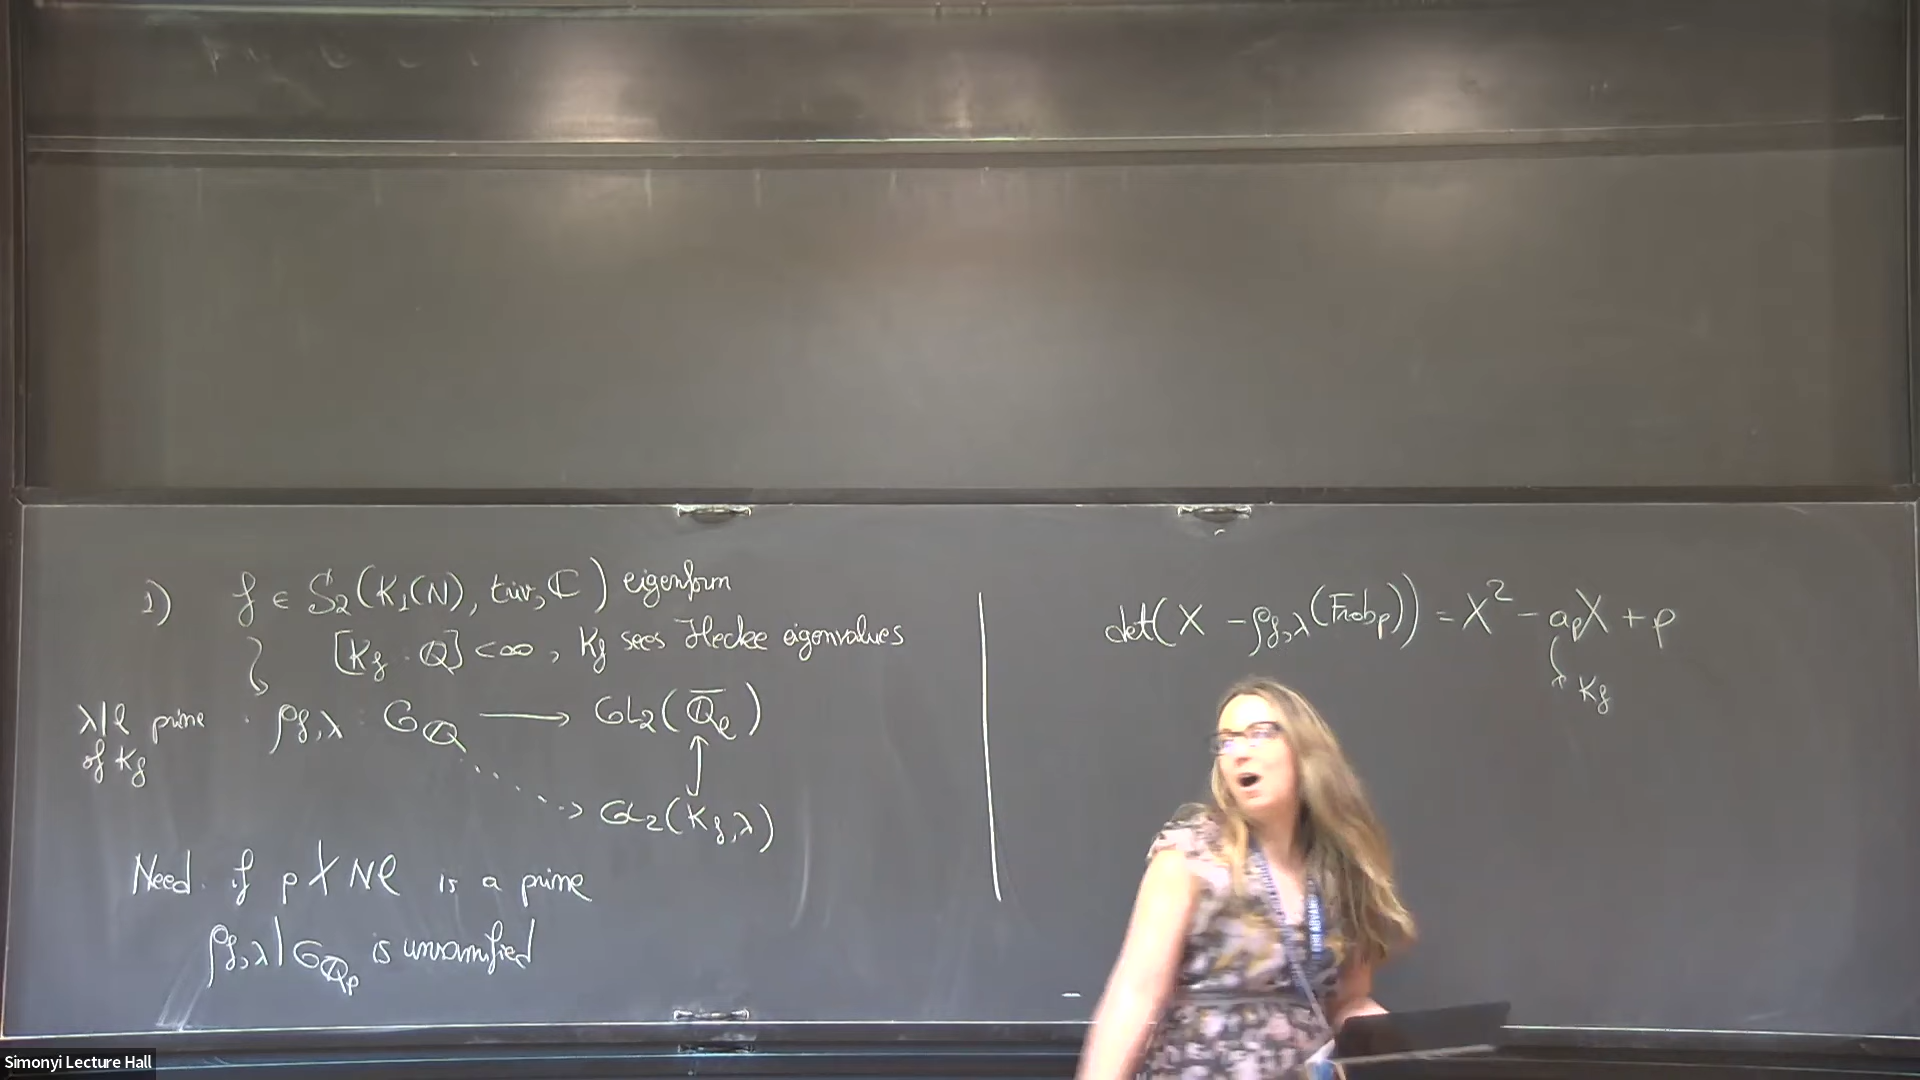 1) f ∈ S₂(K₁(N), triv, ℂ) eigenform
[K_f : ℚ] < ∞, K_f sees Hecke eigenvalues
λ|ℓ prime of K_f
ρ_{f,λ} : G_ℚ → GL₂(ℚ̄_ℓ)
GL₂(K_{f,λ})
Need: if p ∤ Nℓ is a prime
ρ_{f,λ}|G_{ℚ_p} is unramified
det(X - ρ_{f,λ}(Frob_p)) = X² - a_pX + p
K_f
Simonyi Lecture Hall